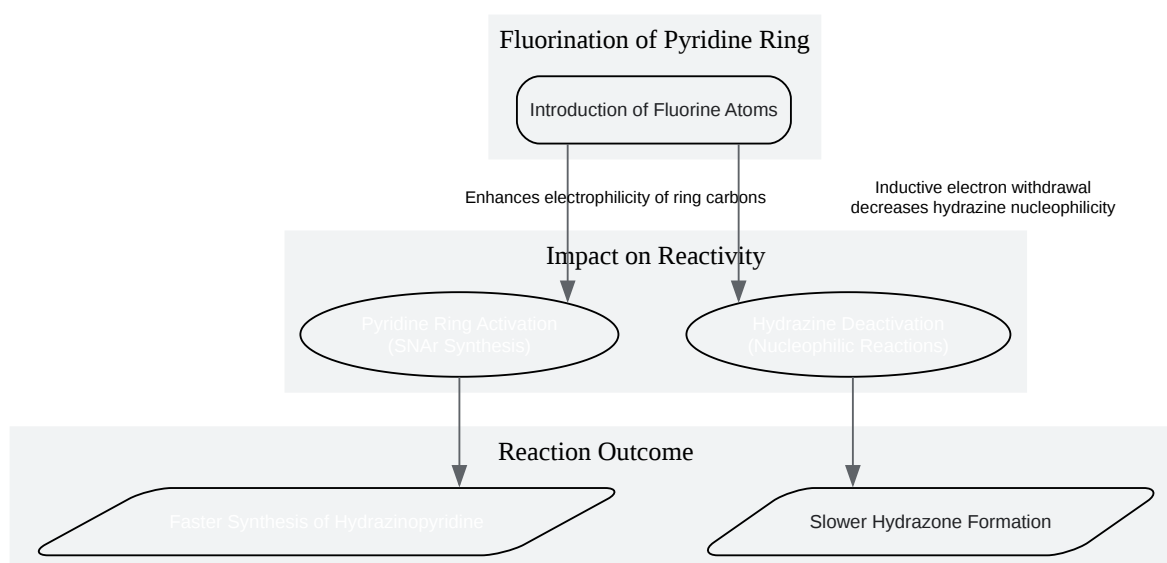 Fluorination of Pyridine Ring
Introduction of Fluorine Atoms
Enhances electrophilicity of ring carbons
Inductive electron withdrawal
decreases hydrazine nucleophilicity
Impact on Reactivity
Pyridine Ring Activation
(SNAr Synthesis)
Hydrazine Deactivation
(Nucleophilic Reactions)
Reaction Outcome
Faster Synthesis of Hydrazinopyridine
Slower Hydrazone Formation